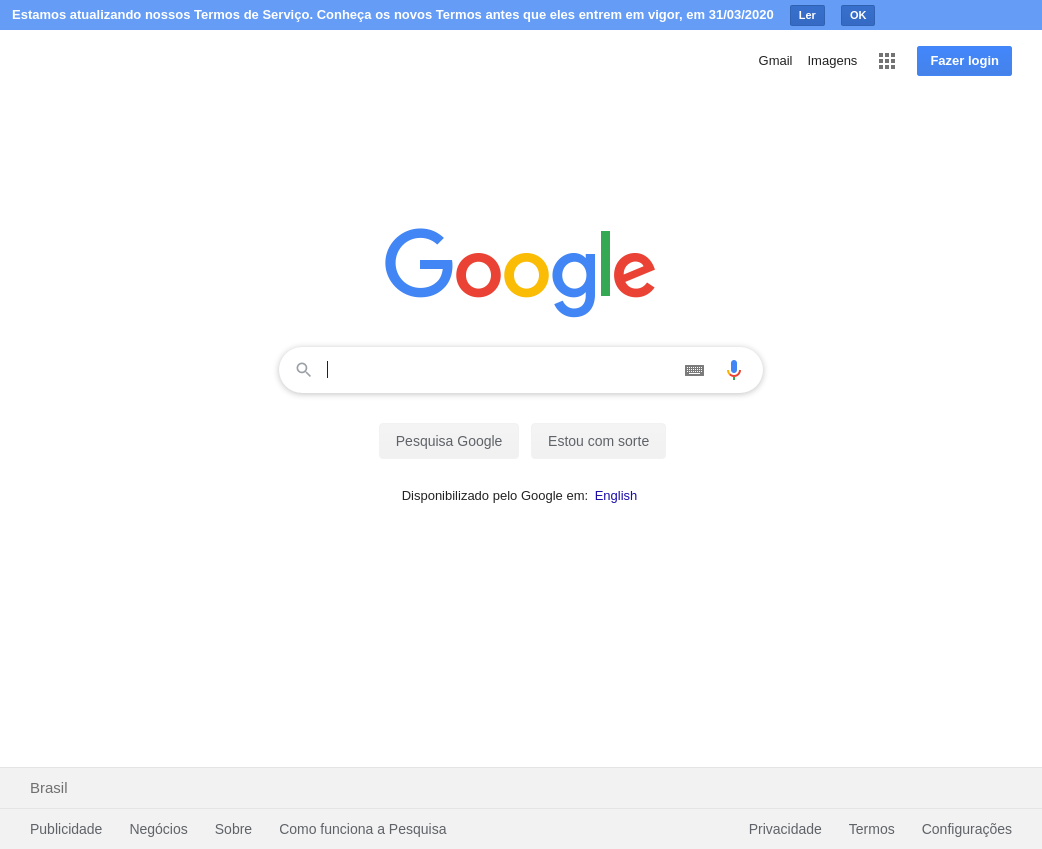 Estamos atualizando nossos Termos de Serviço. Conheça os novos Termos antes que eles entrem em vigor, em 31/03/2020 Ler OK
Gmail Imagens Fazer login
Google
Pesquisa Google Estou com sorte
Disponibilizado pelo Google em: English
Brasil
Publicidade Negócios Sobre Como funciona a Pesquisa Privacidade Termos Configurações